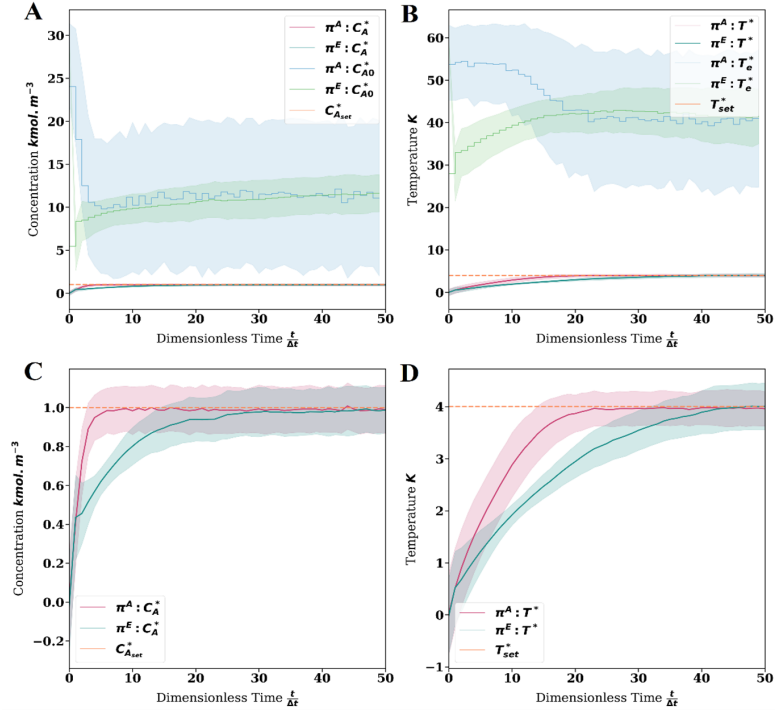 A
30
25
20
15
10
5
0
Concentration kmol. m⁻³
π^A : C_A^*
π^E : C_A^*
π^A : C_A0^*
π^E : C_A0^*
C_{A_set}^*
0 10 20 30 40 50
Dimensionless Time t/Δt
B
60
50
40
30
20
10
0
Temperature K
π^A : T^*
π^E : T^*
π^A : T_e^*
π^E : T_e^*
T_set^*
0 10 20 30 40 50
Dimensionless Time t/Δt
C
1.0
0.8
0.6
0.4
0.2
0.0
−0.2
Concentration kmol. m⁻³
π^A : C_A^*
π^E : C_A^*
C_{A_set}^*
0 10 20 30 40 50
Dimensionless Time t/Δt
D
4
3
2
1
0
−1
Temperature K
π^A : T^*
π^E : T^*
T_set^*
0 10 20 30 40 50
Dimensionless Time t/Δt